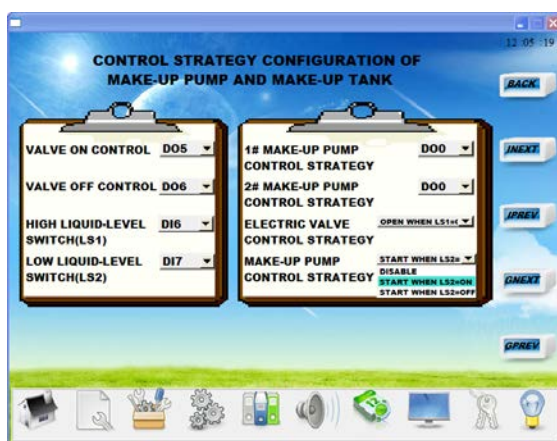 12:05:19
CONTROL STRATEGY CONFIGURATION OF
MAKE-UP PUMP AND MAKE-UP TANK
BACK
VALVE ON CONTROL DO5
VALVE OFF CONTROL DO6
HIGH LIQUID-LEVEL DI6
SWITCH(LS1)
LOW LIQUID-LEVEL DI7
SWITCH(LS2)
1# MAKE-UP PUMP DO0
CONTROL STRATEGY
2# MAKE-UP PUMP DO0
CONTROL STRATEGY
ELECTRIC VALVE OPEN WHEN LS1=
CONTROL STRATEGY
MAKE-UP PUMP START WHEN LS2=
CONTROL STRATEGY DISABLE
START WHEN LS2=ON
START WHEN LS2=OFF
JNEXT
JPREV
GNEXT
GPREV